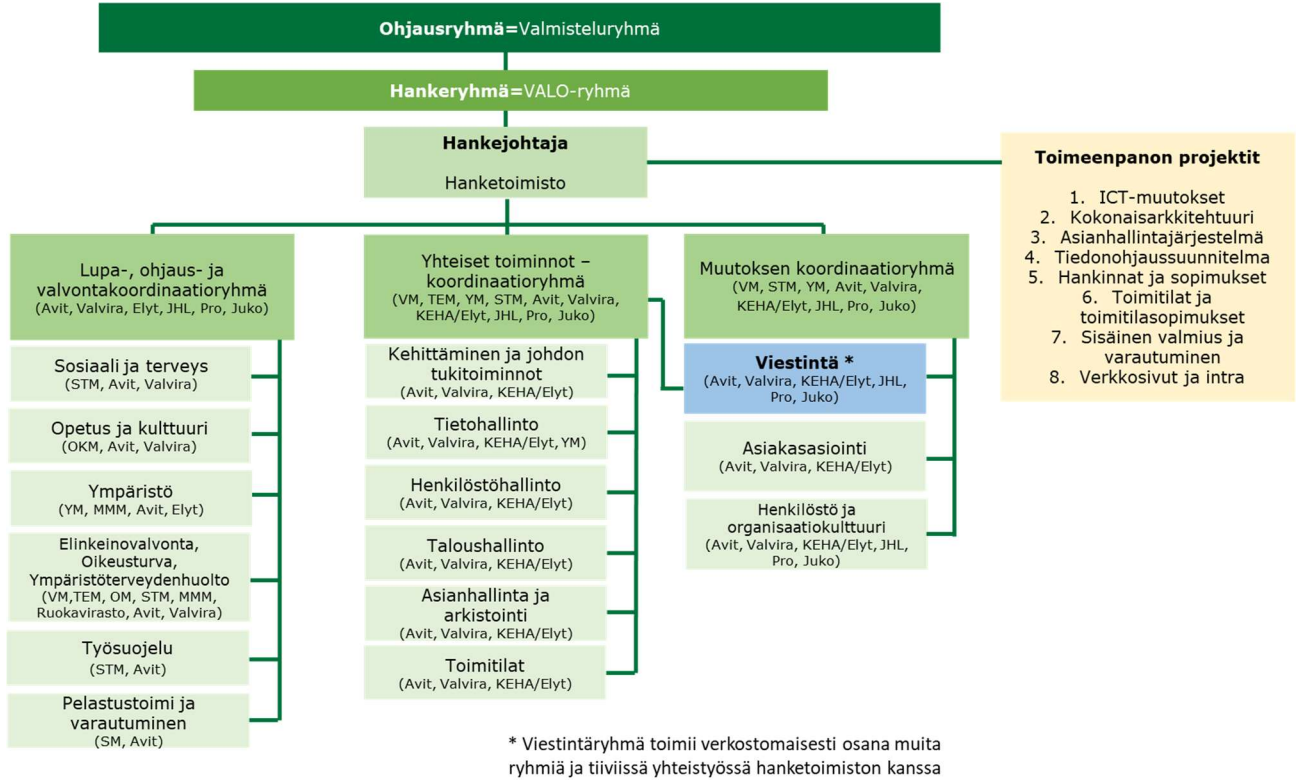 Ohjausryhmä=Valmisteluryhmä
Hankeryhmä=VALO-ryhmä
Hankejohtaja
Hanketoimisto
Toimeenpanon projektit
1. ICT-muutokset
2. Kokonaisarkkitehtuuri
3. Asianhallintajärjestelmä
4. Tiedonohjaussuunnitelma
5. Hankinnat ja sopimukset
6. Toimitilat ja
toimitilasopimukset
7. Sisäinen valmius ja
varautuminen
8. Verkkosivut ja intra
Lupa-, ohjaus- ja
valvontakoordinaatioryhmä
(Avit, Valvira, Elyt, JHL, Pro, Juko)
Sosiaali ja terveys
(STM, Avit, Valvira)
Opetus ja kulttuuri
(OKM, Avit, Valvira)
Ympäristö
(YM, MMM, Avit, Elyt)
Elinkeinovalvonta,
Oikeusturva,
Ympäristöterveydenhuolto
(VM,TEM, OM, STM, MMM,
Ruokavirasto, Avit, Valvira)
Työsuojelu
(STM, Avit)
Pelastustoimi ja
varautuminen
(SM, Avit)
Yhteiset toiminnot –
koordinaatioryhmä
(VM, TEM, YM, STM, Avit, Valvira,
KEHA/Elyt, JHL, Pro, Juko)
Kehittäminen ja johdon
tukitoiminnot
(Avit, Valvira, KEHA/Elyt)
Tietohallinto
(Avit, Valvira, KEHA/Elyt, YM)
Henkilöstöhallinto
(Avit, Valvira, KEHA/Elyt)
Taloushallinto
(Avit, Valvira, KEHA/Elyt)
Asianhallinta ja
arkistointi
(Avit, Valvira, KEHA/Elyt)
Toimitilat
(Avit, Valvira, KEHA/Elyt)
Muutoksen koordinaatioryhmä
(VM, STM, YM, Avit, Valvira,
KEHA/Elyt, JHL, Pro, Juko)
Viestintä *
(Avit, Valvira, KEHA/Elyt, JHL,
Pro, Juko)
Asiakasasiointi
(Avit, Valvira, KEHA/Elyt)
Henkilöstö ja
organisaatiokulttuuri
(Avit, Valvira, KEHA/Elyt, JHL,
Pro, Juko)
* Viestintäryhmä toimii verkostomaisesti osana muita
ryhmiä ja tiiviissä yhteistyössä hanketoimiston kanssa